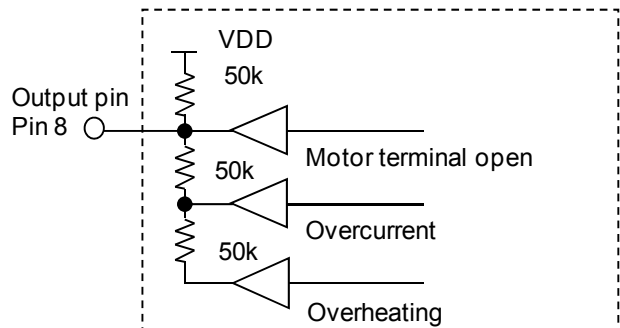 VDD
50k
Output pin
Pin 8
Motor terminal open
50k
Overcurrent
50k
Overheating